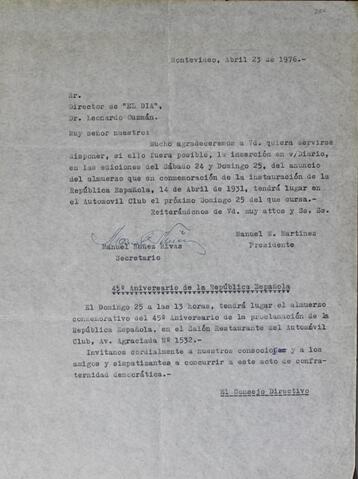 Montevideo, Abril 23 de 1976.-
Sr.
Director de "EL DIA",
Dr. Leonardo Guzmán.
Muy señor nuestro:
Mucho agradeceremos a Vd. quiera servirse
disponer, si ello fuera posible, la inserción en v/Diario,
en las ediciones del Sábado 24 y Domingo 25, del anuncio
del almuerzo que en conmemoración de la instauración de la
República Española, 14 de Abril de 1931, tendrá lugar en
el Automóvil Club el próximo Domingo 25 del que cursa.-
Reiterándonos de Vd. muy attos y Ss. Ss.
Manuel Núñez Rivas
Secretario
Manuel E. Martinez
Presidente
45º Aniversario de la República Española
El Domingo 25 a las 13 horas, tendrá lugar el almuerzo
conmemorativo del 45º Aniversario de la proclamación de la
República Española, en el Salón Restaurante del Automóvil
Club, Av. Agraciada Nº 1532.-
Invitamos cordialmente a nuestros consocios y a los
amigos y simpatizantes a concurrir a este acto de confra-
ternidad democrática.-
El Consejo Directivo